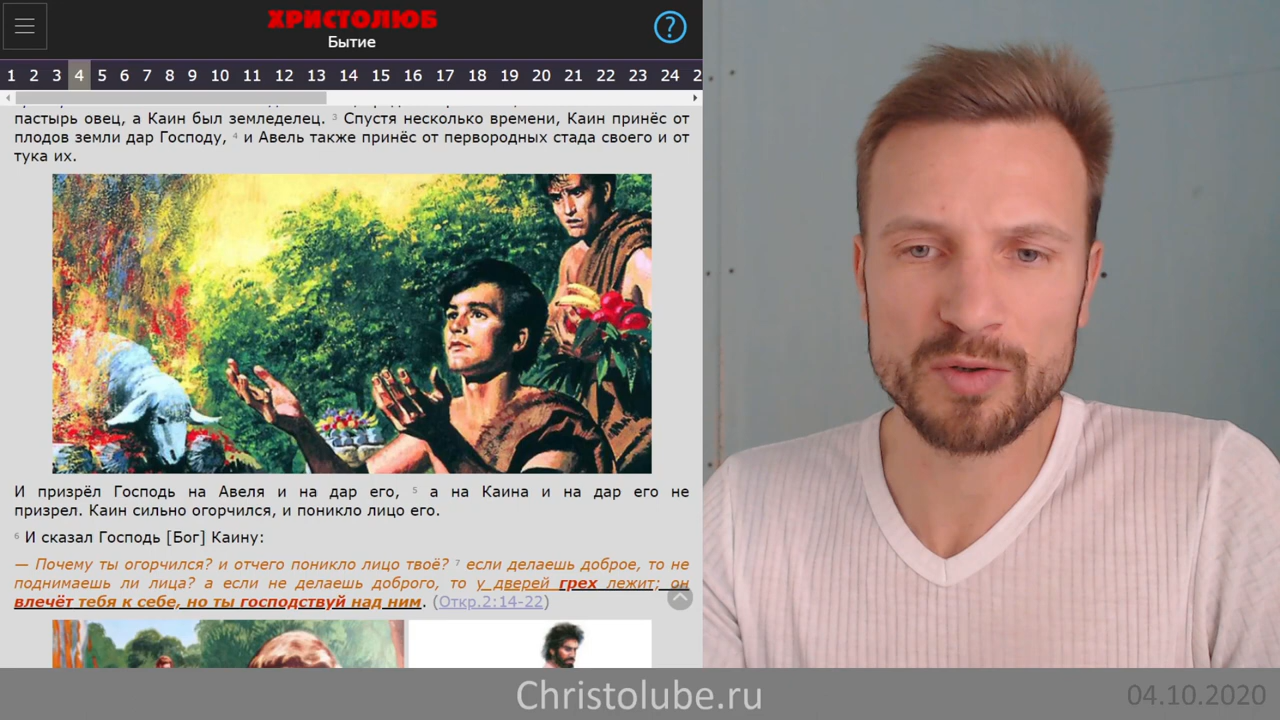 ХРИСТОЛЮБ
Бытие
?
1 2 3 4 5 6 7 8 9 10 11 12 13 14 15 16 17 18 19 20 21 22 23 24 2
пастырь овец, а Каин был земледелец. 3 Спустя несколько времени, Каин принёс от
плодов земли дар Господу, 4 и Авель также принёс от первородных стада своего и от
тука их.
И призрёл Господь на Авеля и на дар его, 5 а на Каина и на дар его не
призрел. Каин сильно огорчился, и поникло лицо его.
6 И сказал Господь [Бог] Каину:
— Почему ты огорчился? и отчего поникло лицо твоё? 7 если делаешь доброе, то не
поднимаешь ли лица? а если не делаешь доброго, то у дверей грех лежит; он
влечёт тебя к себе, но ты господствуй над ним. (Откр.2:14-22)
Christolube.ru
04.10.2020